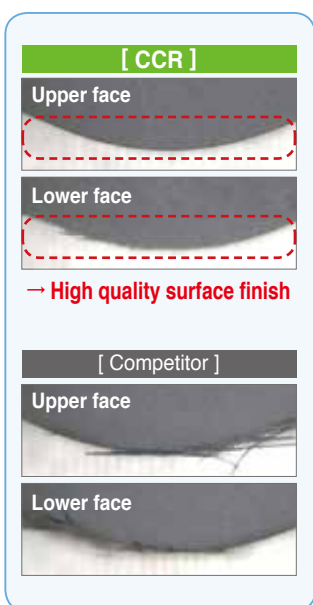 [ CCR ]
Upper face
Lower face
→ High quality surface finish
[ Competitor ]
Upper face
Lower face